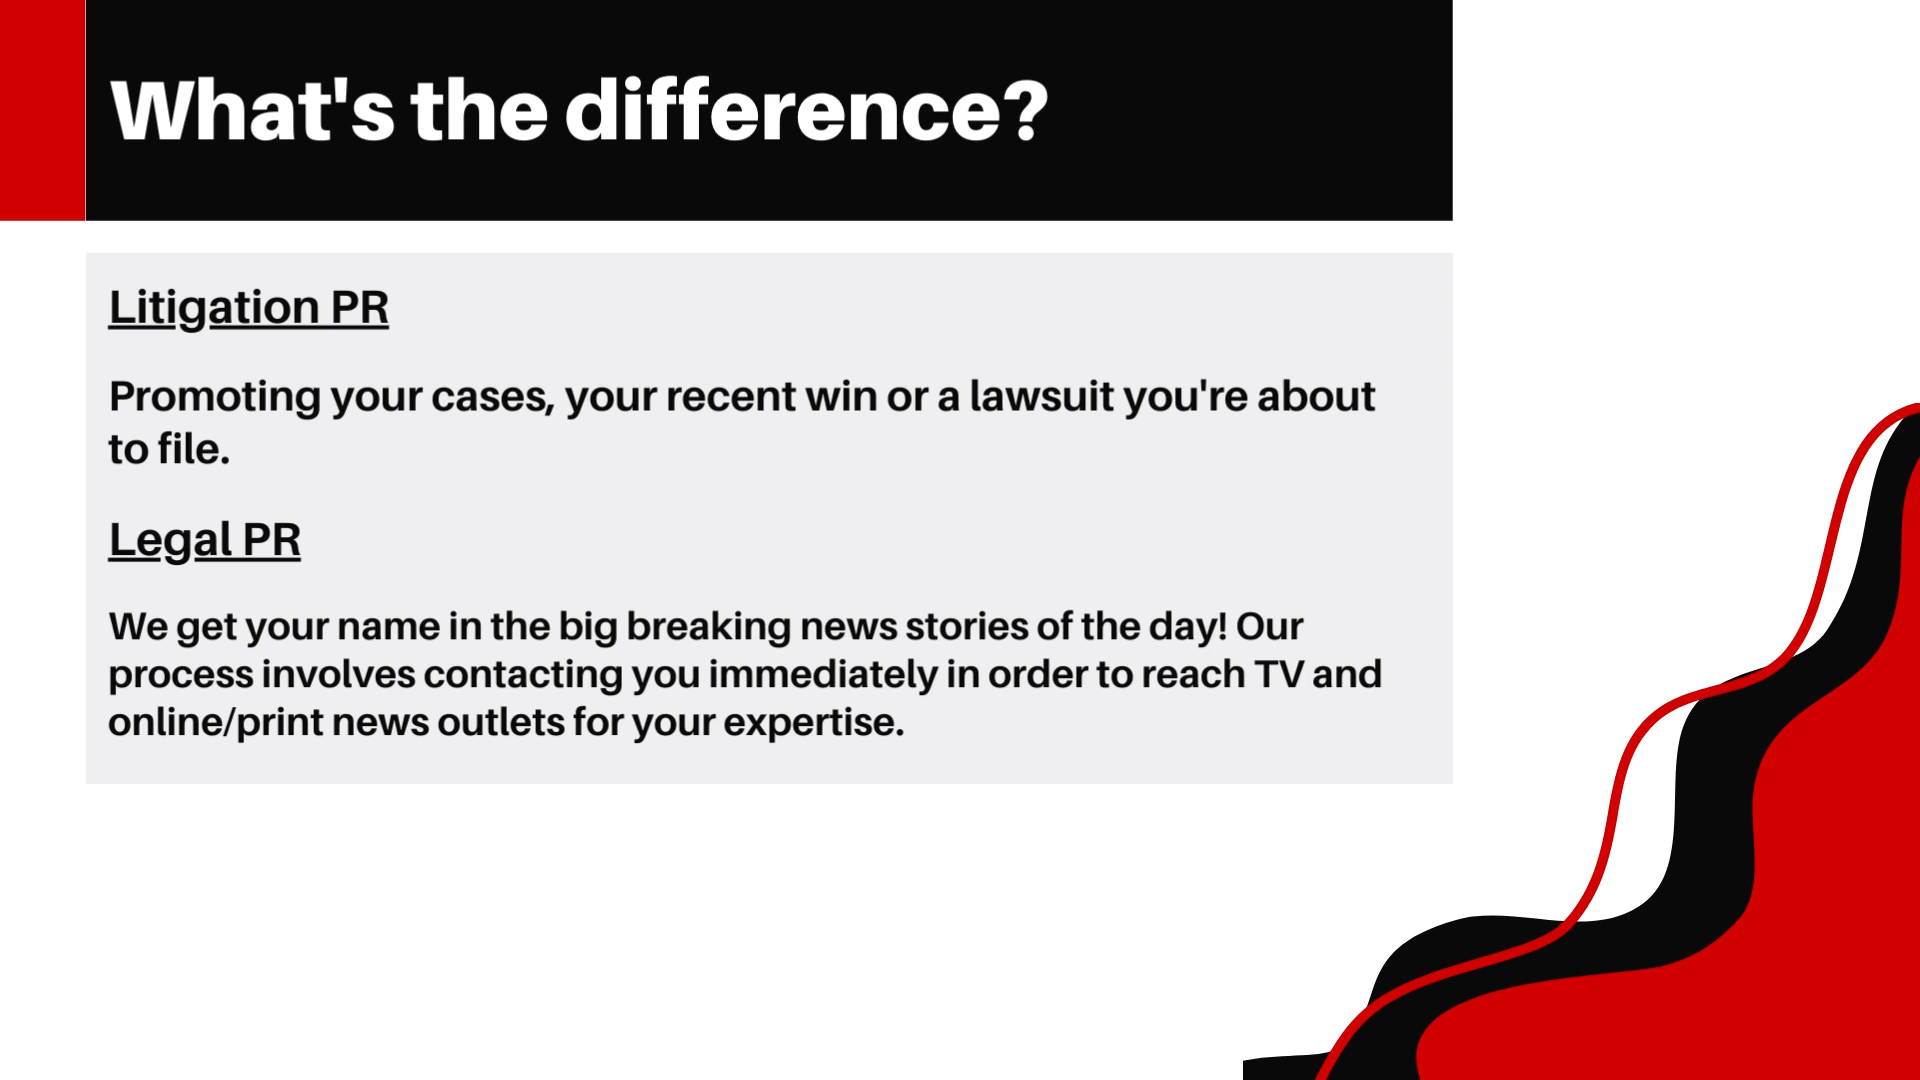 What's the difference?
Litigation PR
Promoting your cases, your recent win or a lawsuit you're about
to file.
Legal PR
We get your name in the big breaking news stories of the day! Our
process involves contacting you immediately in order to reach TV and
online/print news outlets for your expertise.